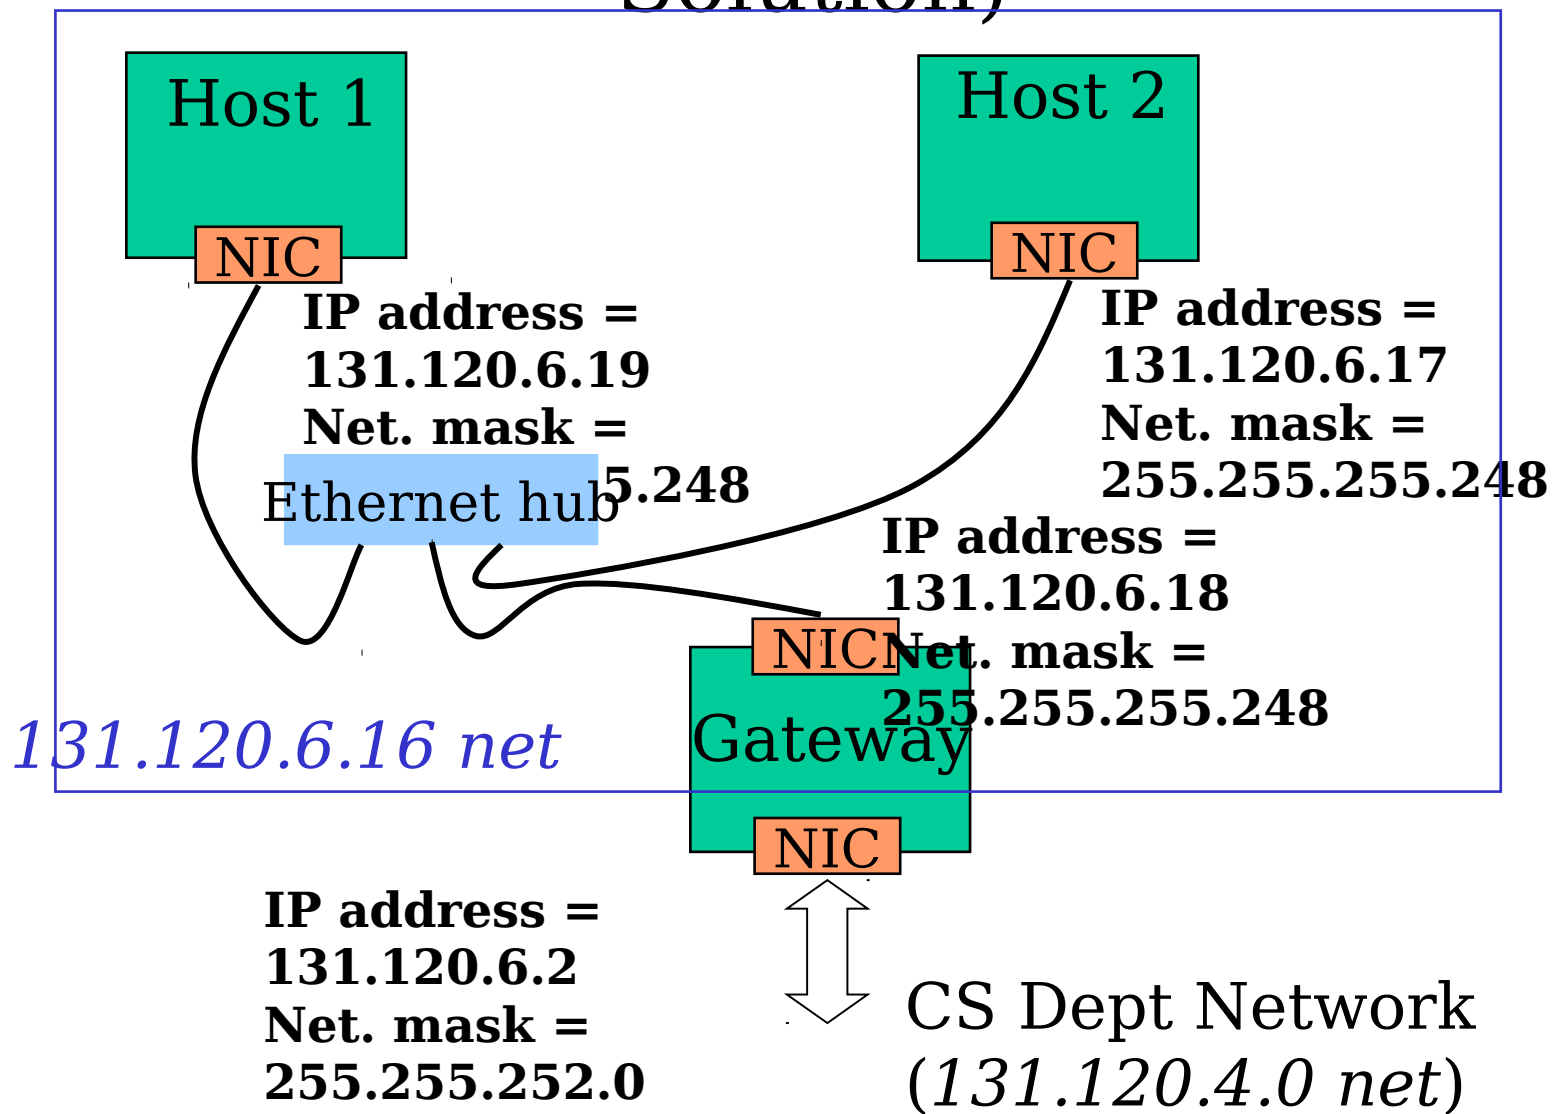 Solution)
Host 1
Host 2
NIC
NIC
IP address =
131.120.6.19
Net. mask =
5.248
IP address =
131.120.6.17
Net. mask =
255.255.255.248
Ethernet hub
IP address =
131.120.6.18
Net. mask =
255.255.255.248
NIC
Gateway
131.120.6.16 net
NIC
IP address =
131.120.6.2
Net. mask =
255.255.252.0
CS Dept Network
(131.120.4.0 net)